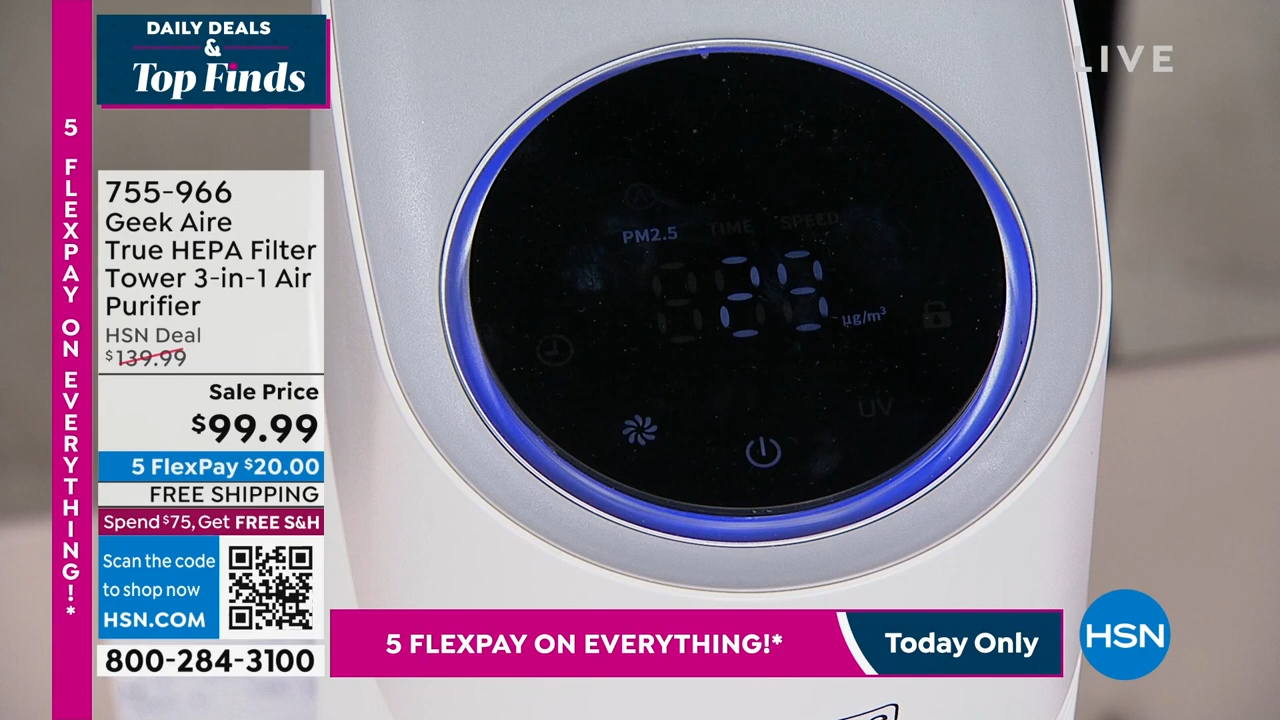 5 FLEXPAY ON EVERYTHING!*
DAILY DEALS
&
Top Finds
755-966
Geek Aire
True HEPA Filter
Tower 3-in-1 Air
Purifier
HSN Deal
$139.99
Sale Price
$99.99
5 FlexPay $20.00
FREE SHIPPING
Spend $75, Get FREE S&H
Scan the code
to shop now
HSN.COM
800-284-3100
LIVE
PM2.5 TIME SPEED
µg/m³
UV
5 FLEXPAY ON EVERYTHING!*
Today Only
HSN